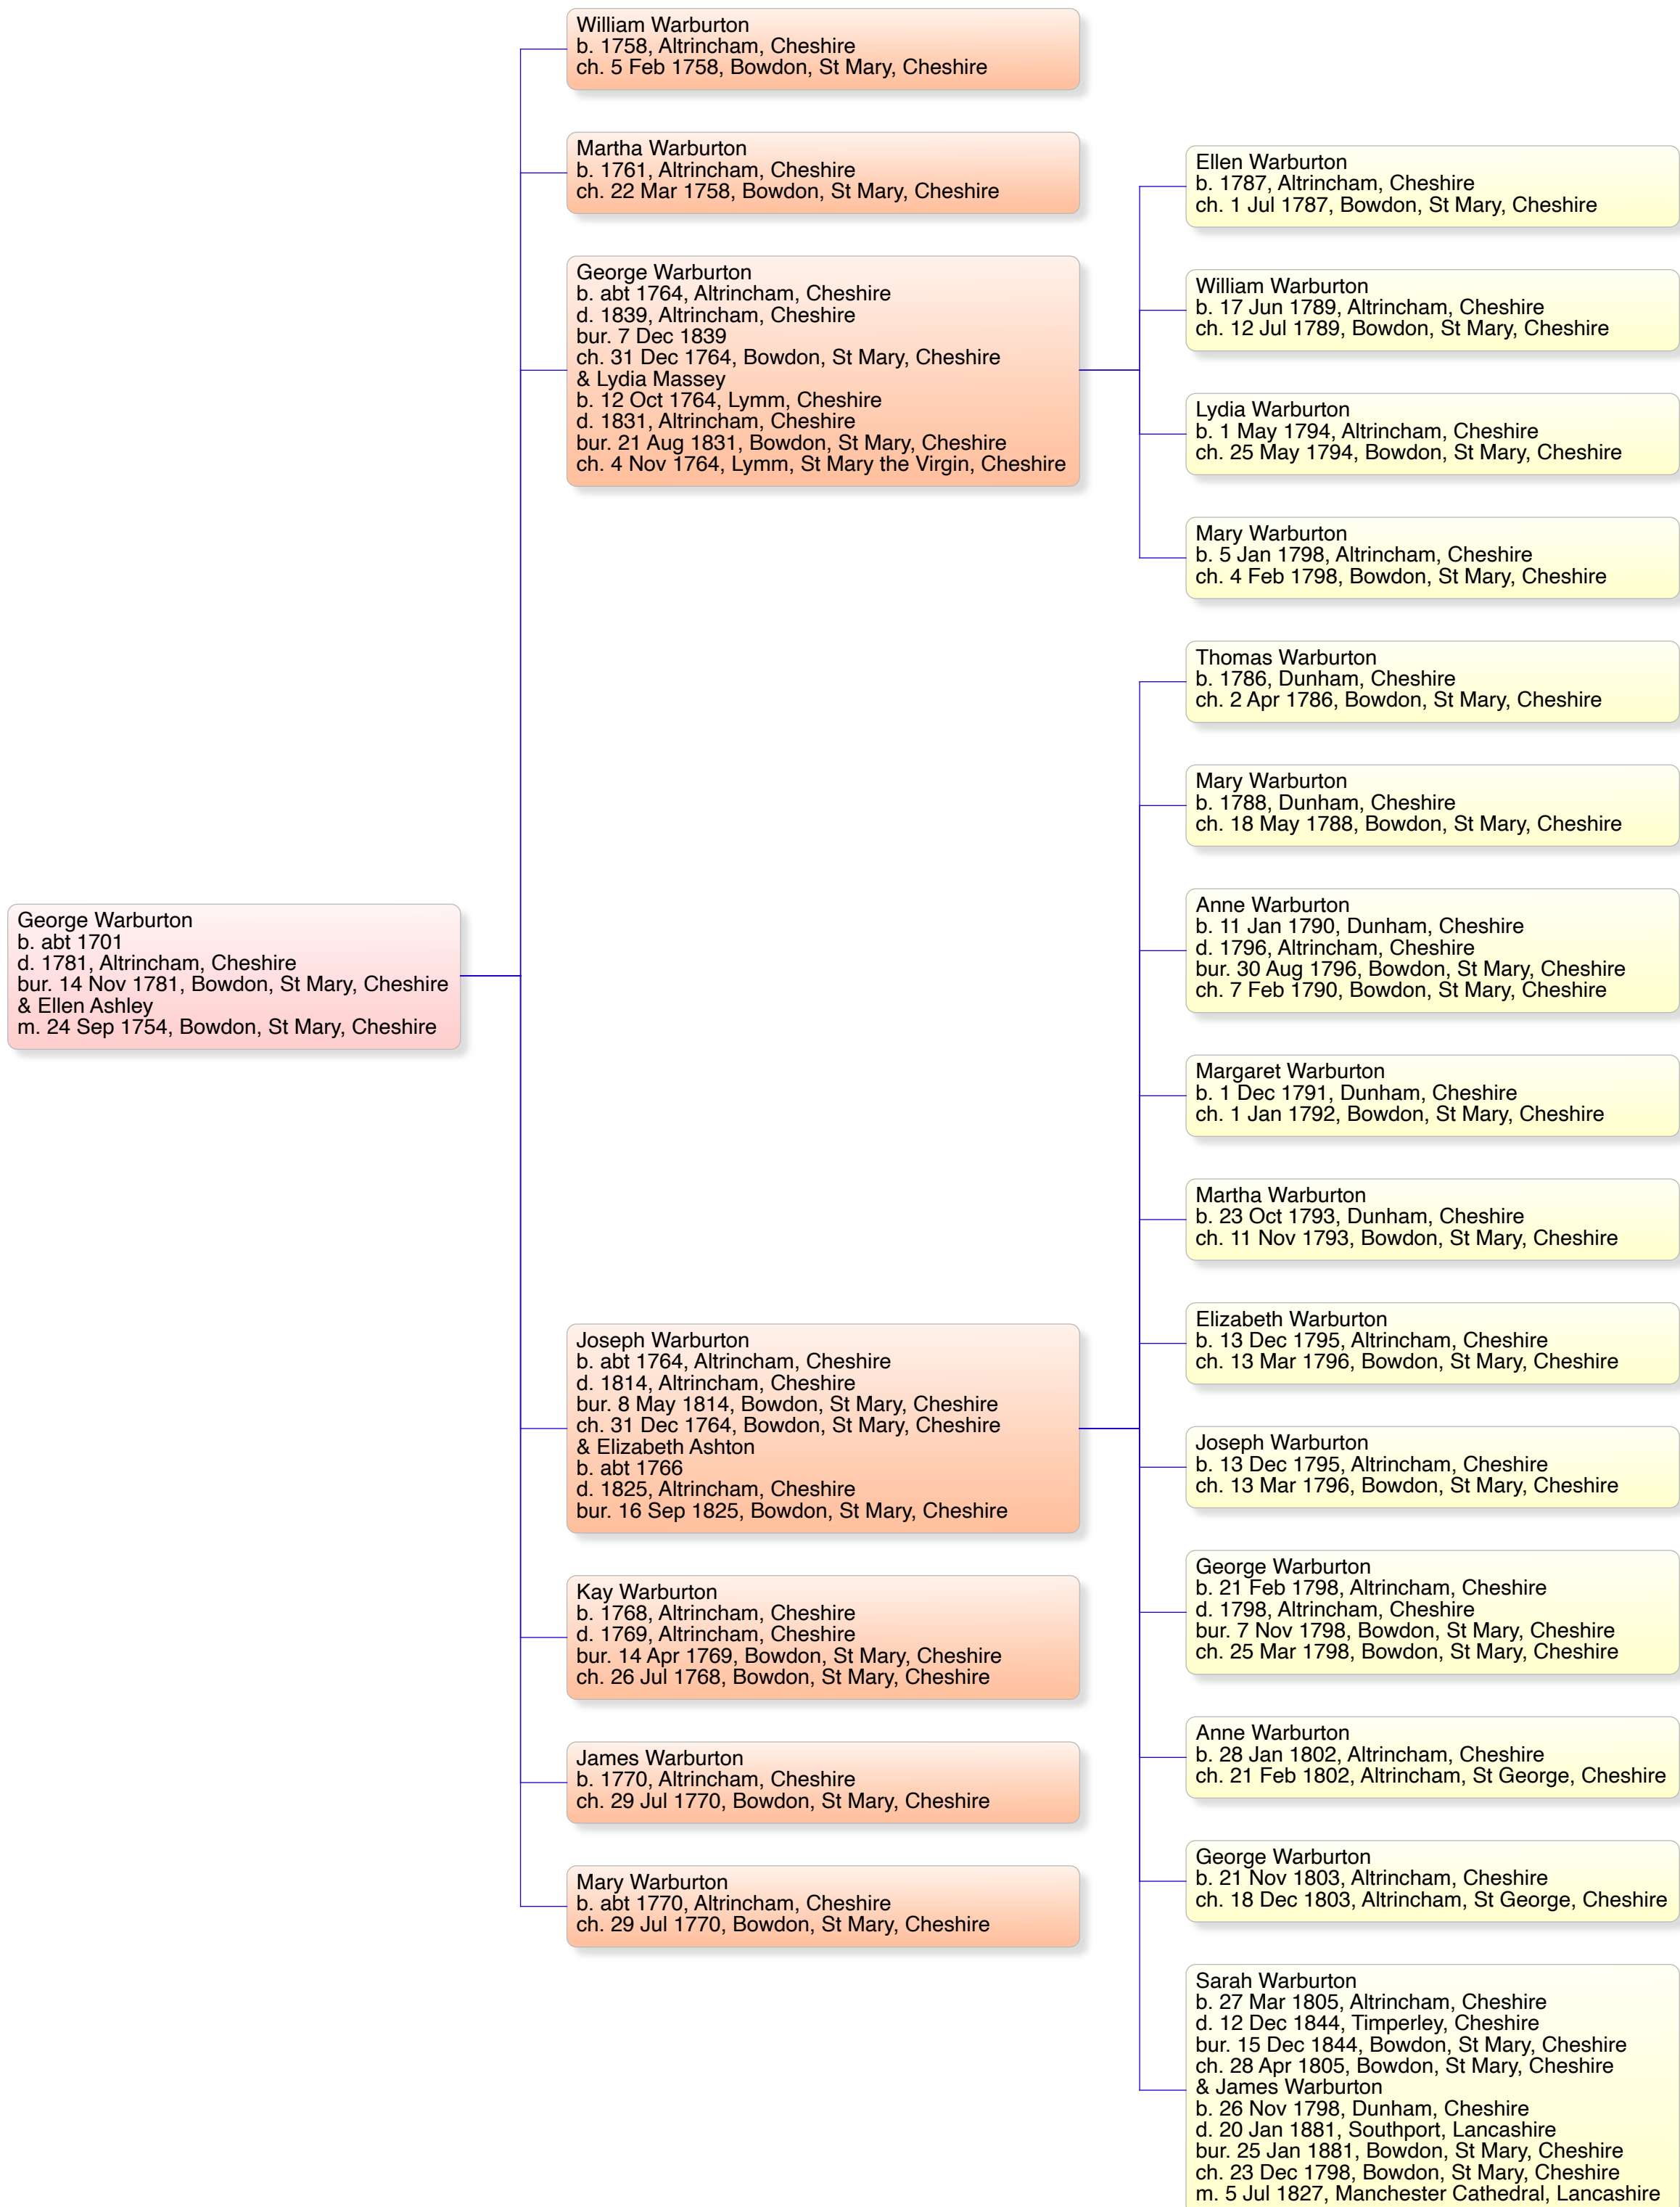 William Warburton
b. 1758, Altrincham, Cheshire
ch. 5 Feb 1758, Bowdon, St Mary, Cheshire
Martha Warburton
b. 1761, Altrincham, Cheshire
ch. 22 Mar 1758, Bowdon, St Mary, Cheshire
George Warburton
b. abt 1764, Altrincham, Cheshire
d. 1839, Altrincham, Cheshire
bur. 7 Dec 1839
ch. 31 Dec 1764, Bowdon, St Mary, Cheshire
& Lydia Massey
b. 12 Oct 1764, Lymm, Cheshire
d. 1831, Altrincham, Cheshire
bur. 21 Aug 1831, Bowdon, St Mary, Cheshire
ch. 4 Nov 1764, Lymm, St Mary the Virgin, Cheshire
Ellen Warburton
b. 1787, Altrincham, Cheshire
ch. 1 Jul 1787, Bowdon, St Mary, Cheshire
William Warburton
b. 17 Jun 1789, Altrincham, Cheshire
ch. 12 Jul 1789, Bowdon, St Mary, Cheshire
Lydia Warburton
b. 1 May 1794, Altrincham, Cheshire
ch. 25 May 1794, Bowdon, St Mary, Cheshire
Mary Warburton
b. 5 Jan 1798, Altrincham, Cheshire
ch. 4 Feb 1798, Bowdon, St Mary, Cheshire
Thomas Warburton
b. 1786, Dunham, Cheshire
ch. 2 Apr 1786, Bowdon, St Mary, Cheshire
Mary Warburton
b. 1788, Dunham, Cheshire
ch. 18 May 1788, Bowdon, St Mary, Cheshire
Anne Warburton
b. 11 Jan 1790, Dunham, Cheshire
d. 1796, Altrincham, Cheshire
bur. 30 Aug 1796, Bowdon, St Mary, Cheshire
ch. 7 Feb 1790, Bowdon, St Mary, Cheshire
George Warburton
b. abt 1701
d. 1781, Altrincham, Cheshire
bur. 14 Nov 1781, Bowdon, St Mary, Cheshire
& Ellen Ashley
m. 24 Sep 1754, Bowdon, St Mary, Cheshire
Margaret Warburton
b. 1 Dec 1791, Dunham, Cheshire
ch. 1 Jan 1792, Bowdon, St Mary, Cheshire
Martha Warburton
b. 23 Oct 1793, Dunham, Cheshire
ch. 11 Nov 1793, Bowdon, St Mary, Cheshire
Elizabeth Warburton
b. 13 Dec 1795, Altrincham, Cheshire
ch. 13 Mar 1796, Bowdon, St Mary, Cheshire
Joseph Warburton
b. abt 1764, Altrincham, Cheshire
d. 1814, Altrincham, Cheshire
bur. 8 May 1814, Bowdon, St Mary, Cheshire
ch. 31 Dec 1764, Bowdon, St Mary, Cheshire
& Elizabeth Ashton
b. abt 1766
d. 1825, Altrincham, Cheshire
bur. 16 Sep 1825, Bowdon, St Mary, Cheshire
Joseph Warburton
b. 13 Dec 1795, Altrincham, Cheshire
ch. 13 Mar 1796, Bowdon, St Mary, Cheshire
George Warburton
b. 21 Feb 1798, Altrincham, Cheshire
d. 1798, Altrincham, Cheshire
bur. 7 Nov 1798, Bowdon, St Mary, Cheshire
ch. 25 Mar 1798, Bowdon, St Mary, Cheshire
Kay Warburton
b. 1768, Altrincham, Cheshire
d. 1769, Altrincham, Cheshire
bur. 14 Apr 1769, Bowdon, St Mary, Cheshire
ch. 26 Jul 1768, Bowdon, St Mary, Cheshire
Anne Warburton
b. 28 Jan 1802, Altrincham, Cheshire
ch. 21 Feb 1802, Altrincham, St George, Cheshire
James Warburton
b. 1770, Altrincham, Cheshire
ch. 29 Jul 1770, Bowdon, St Mary, Cheshire
George Warburton
b. 21 Nov 1803, Altrincham, Cheshire
ch. 18 Dec 1803, Altrincham, St George, Cheshire
Mary Warburton
b. abt 1770, Altrincham, Cheshire
ch. 29 Jul 1770, Bowdon, St Mary, Cheshire
Sarah Warburton
b. 27 Mar 1805, Altrincham, Cheshire
d. 12 Dec 1844, Timperley, Cheshire
bur. 15 Dec 1844, Bowdon, St Mary, Cheshire
ch. 28 Apr 1805, Bowdon, St Mary, Cheshire
& James Warburton
b. 26 Nov 1798, Dunham, Cheshire
d. 20 Jan 1881, Southport, Lancashire
bur. 25 Jan 1881, Bowdon, St Mary, Cheshire
ch. 23 Dec 1798, Bowdon, St Mary, Cheshire
m. 5 Jul 1827, Manchester Cathedral, Lancashire